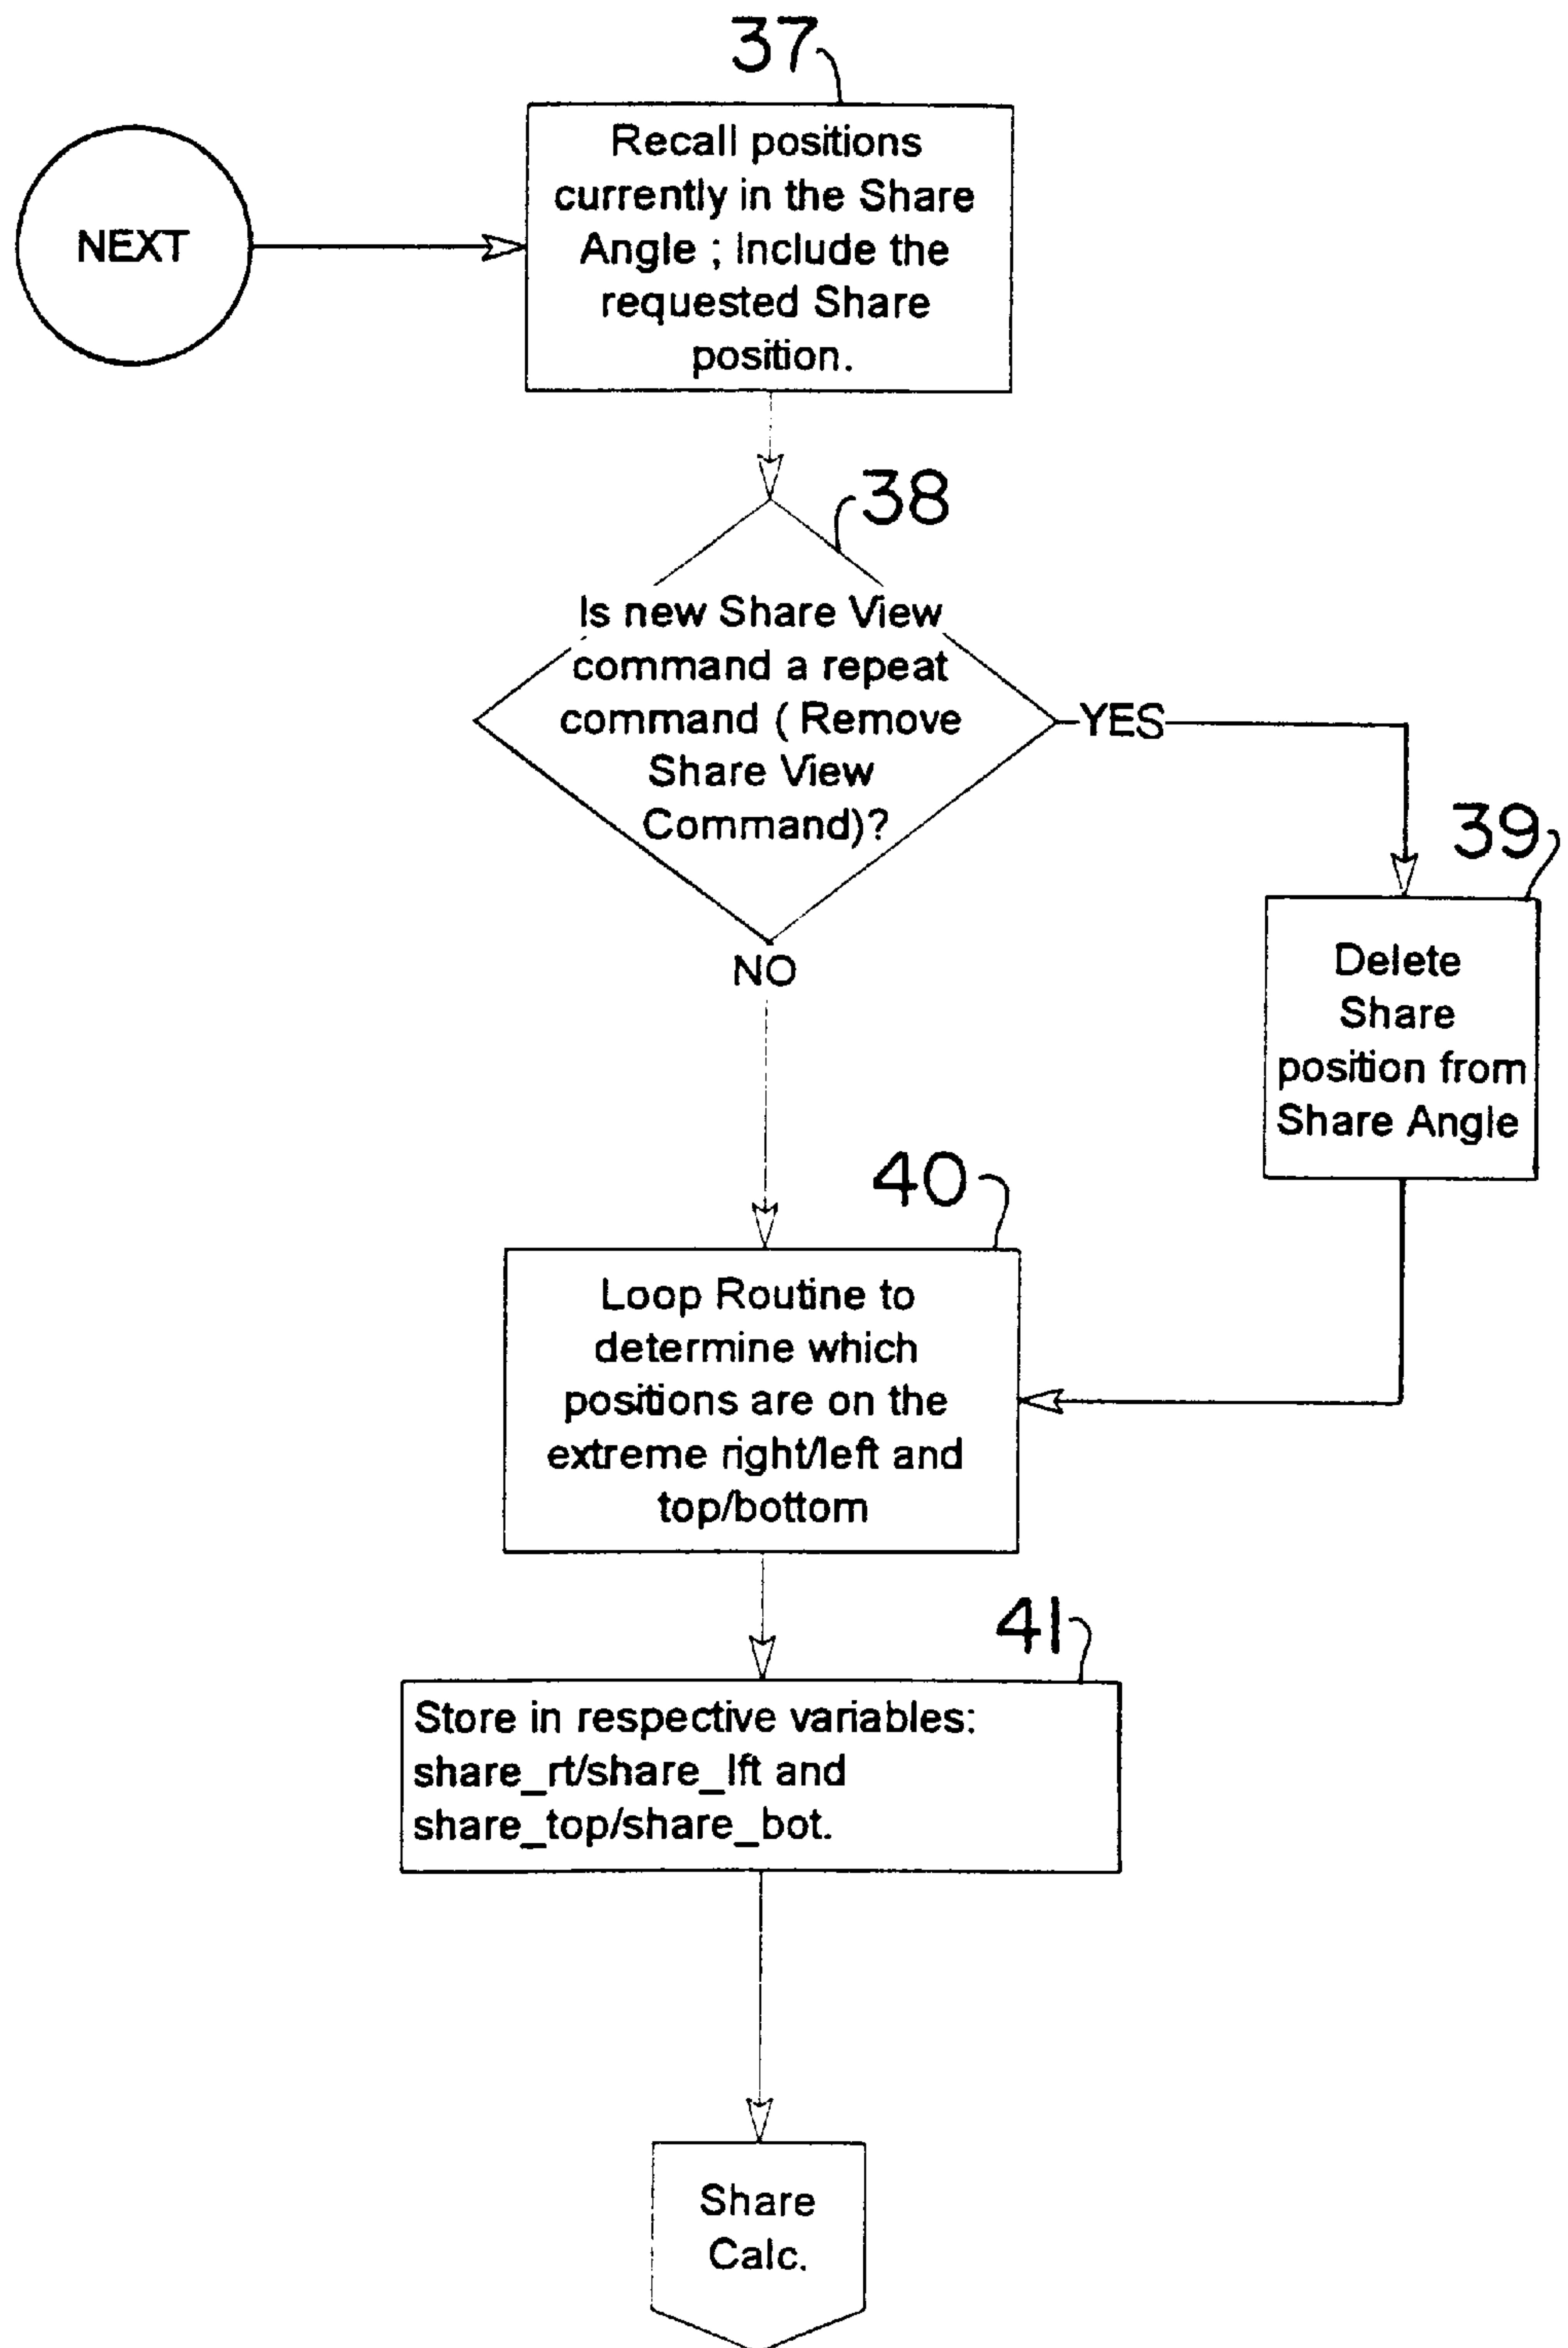 37
NEXT
Recall positions
currently in the Share
Angle ; Include the
requested Share
position.
38
Is new Share View
command a repeat
command ( Remove
Share View
Command)?
YES
NO
39
Delete
Share
position from
Share Angle
40
Loop Routine to
determine which
positions are on the
extreme right/left and
top/bottom
41
Store in respective variables:
share_rt/share_lft and
share_top/share_bot.
Share
Calc.